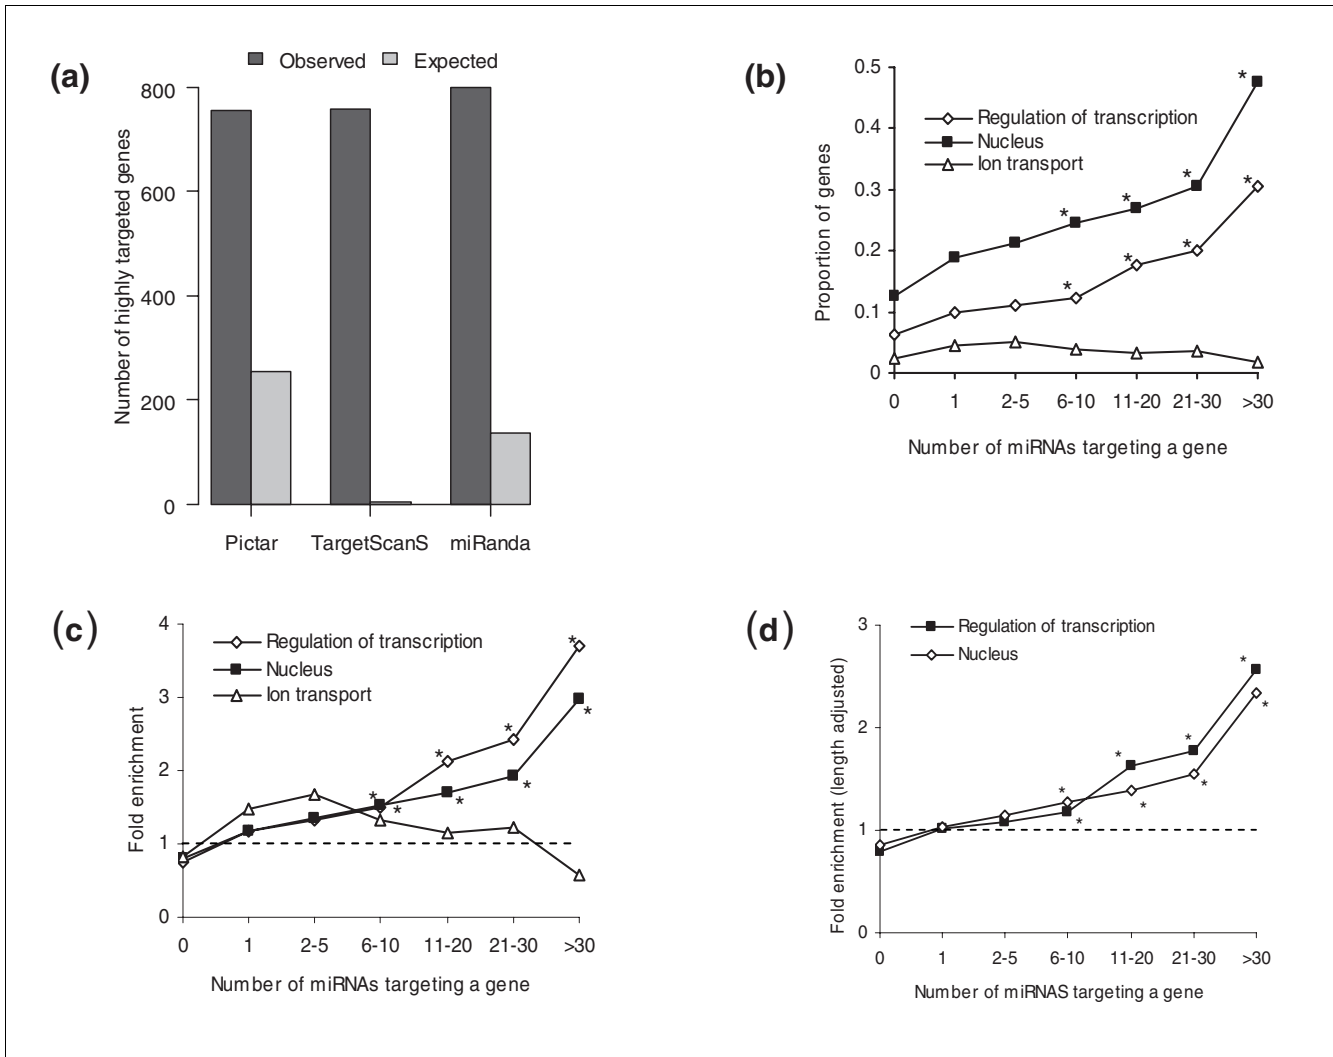 (a)
Observed Expected
Number of highly targeted genes
800
600
400
200
0
Pictar TargetScanS miRanda
(b)
Regulation of transcription
Nucleus
Ion transport
Proportion of genes
0.5
0.4
0.3
0.2
0.1
0
* * * *
* * * *
0 1 2-5 6-10 11-20 21-30 >30
Number of miRNAs targeting a gene
(c)
Regulation of transcription
Nucleus
Ion transport
Fold enrichment
4
3
2
1
0
* * * *
* * * *
0 1 2-5 6-10 11-20 21-30 >30
Number of miRNAs targeting a gene
(d)
Regulation of transcription
Nucleus
Fold enrichment (length adjusted)
3
2
1
0
* * * *
* * * *
0 1 2-5 6-10 11-20 21-30 >30
Number of miRNAS targeting a gene